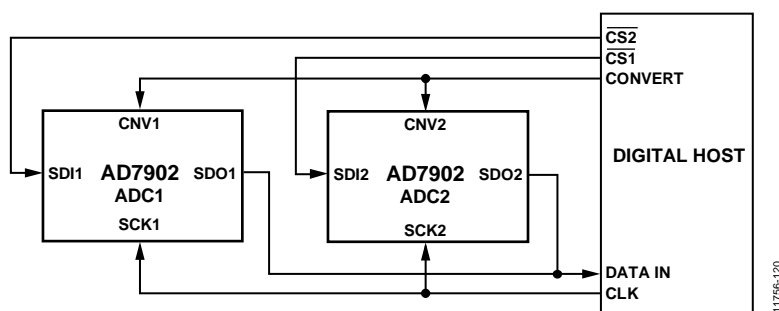 CS2
CS1
CONVERT
CNV1
CNV2
DIGITAL HOST
SDI1
AD7902
ADC1
SDO1
SDI2
AD7902
ADC2
SDO2
SCK1
SCK2
DATA IN
CLK
11756-120